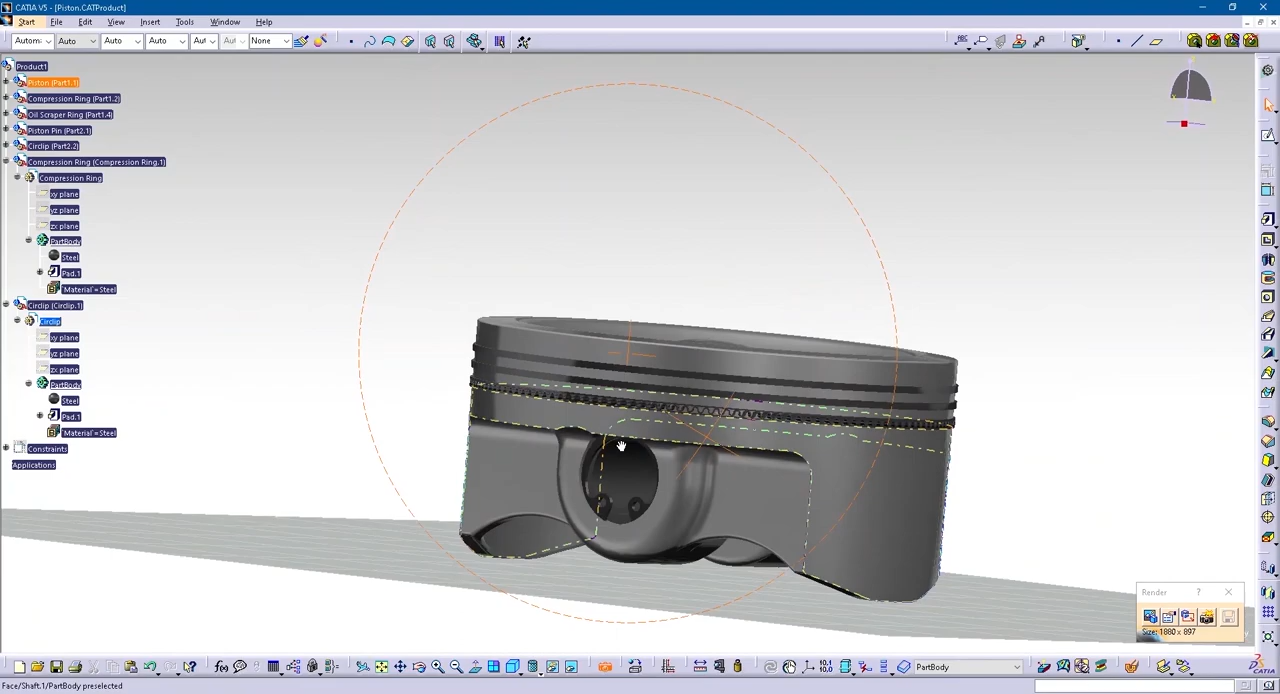 CATIA V5 - [Piston.CATProduct]
Start File Edit View Insert Tools Window Help
Autom Auto Auto Auto Aut Aut None
Product1
Piston (Part1.1)
Compression Ring (Part1.2)
Oil Scraper Ring (Part1.4)
Piston Pin (Part2.1)
Circlip (Part2.2)
Compression Ring (Compression Ring.1)
Compression Ring
xy plane
yz plane
zx plane
PartBody
Steel
Pad.1
Material=Steel
Circlip (Circlip.1)
Circlip
xy plane
yz plane
zx plane
PartBody
Steel
Pad.1
Material=Steel
Constraints
Applications
Render ?
Size: 1880 x 897
PartBody
CATIA
Face/Shaft.1/PartBody preselected